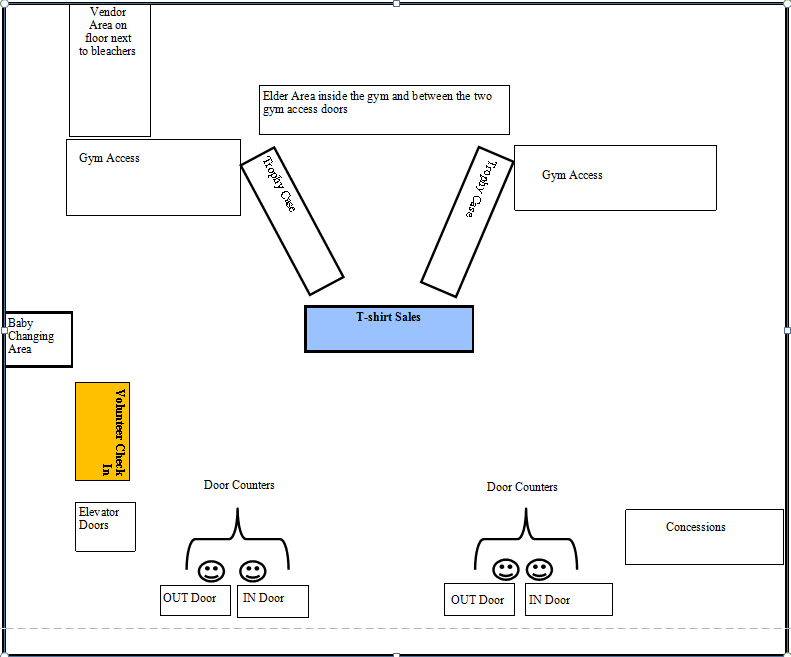 Vendor
Area on
floor next
to bleachers
Elder Area inside the gym and between the two
gym access doors
Gym Access
Trophy Case
Trophy Case
Gym Access
T-shirt Sales
Baby
Changing
Area
Volunteer Check
In
Door Counters
Door Counters
Elevator
Doors
Concessions
OUT Door
IN Door
OUT Door
IN Door